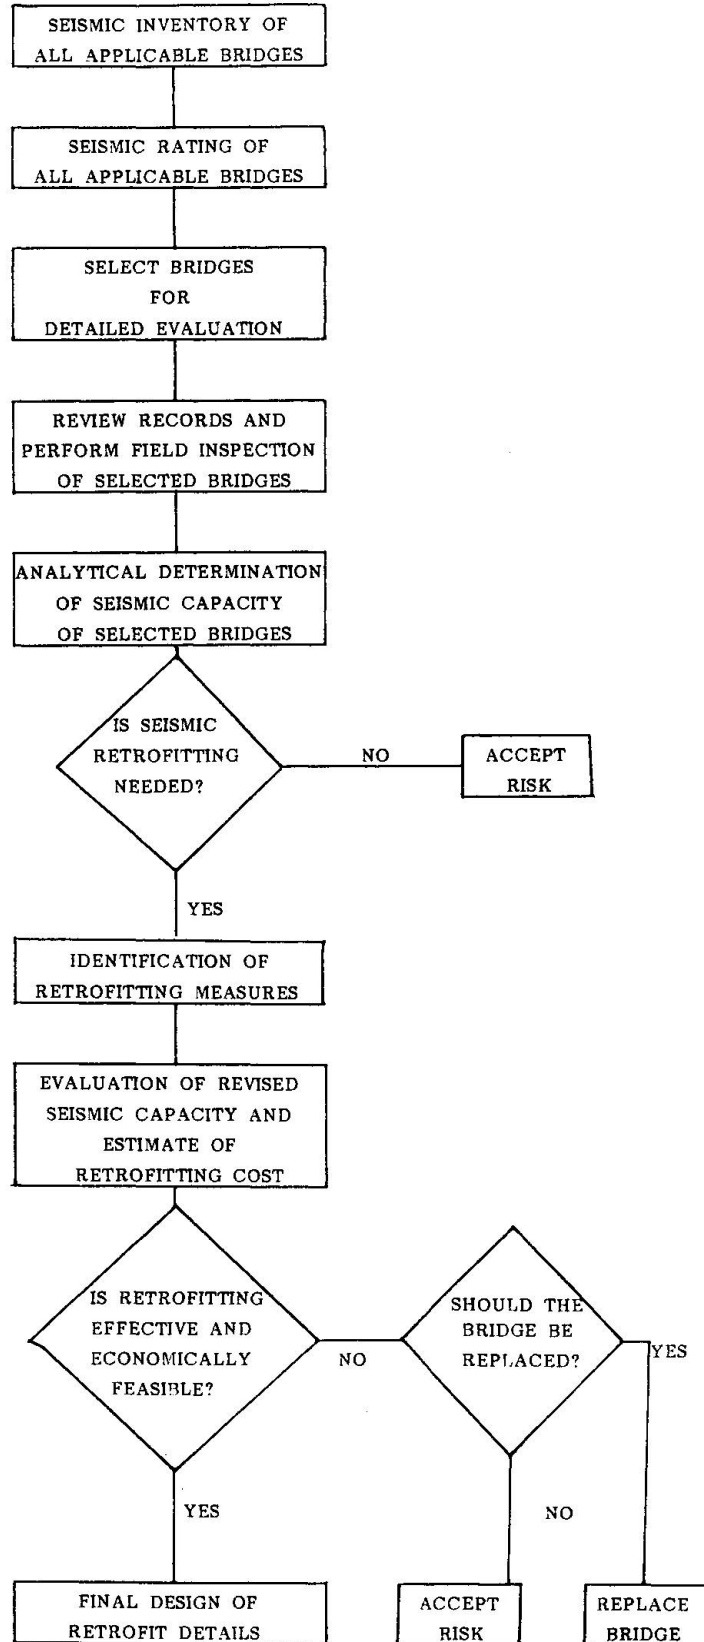 SEISMIC INVENTORY OF
ALL APPLICABLE BRIDGES
SEISMIC RATING OF
ALL APPLICABLE BRIDGES
SELECT BRIDGES
FOR
DETAILED EVALUATION
REVIEW RECORDS AND
PERFORM FIELD INSPECTION
OF SELECTED BRIDGES
ANALYTICAL DETERMINATION
OF SEISMIC CAPACITY
OF SELECTED BRIDGES
IS SEISMIC
RETROFITTING
NEEDED?
NO
ACCEPT
RISK
YES
IDENTIFICATION OF
RETROFITTING MEASURES
EVALUATION OF REVISED
SEISMIC CAPACITY AND
ESTIMATE OF
RETROFITTING COST
IS RETROFITTING
EFFECTIVE AND
ECONOMICALLY
FEASIBLE?
NO
SHOULD THE
BRIDGE BE
REPLACED?
YES
YES
NO
FINAL DESIGN OF
RETROFIT DETAILS
ACCEPT
RISK
REPLACE
BRIDGE